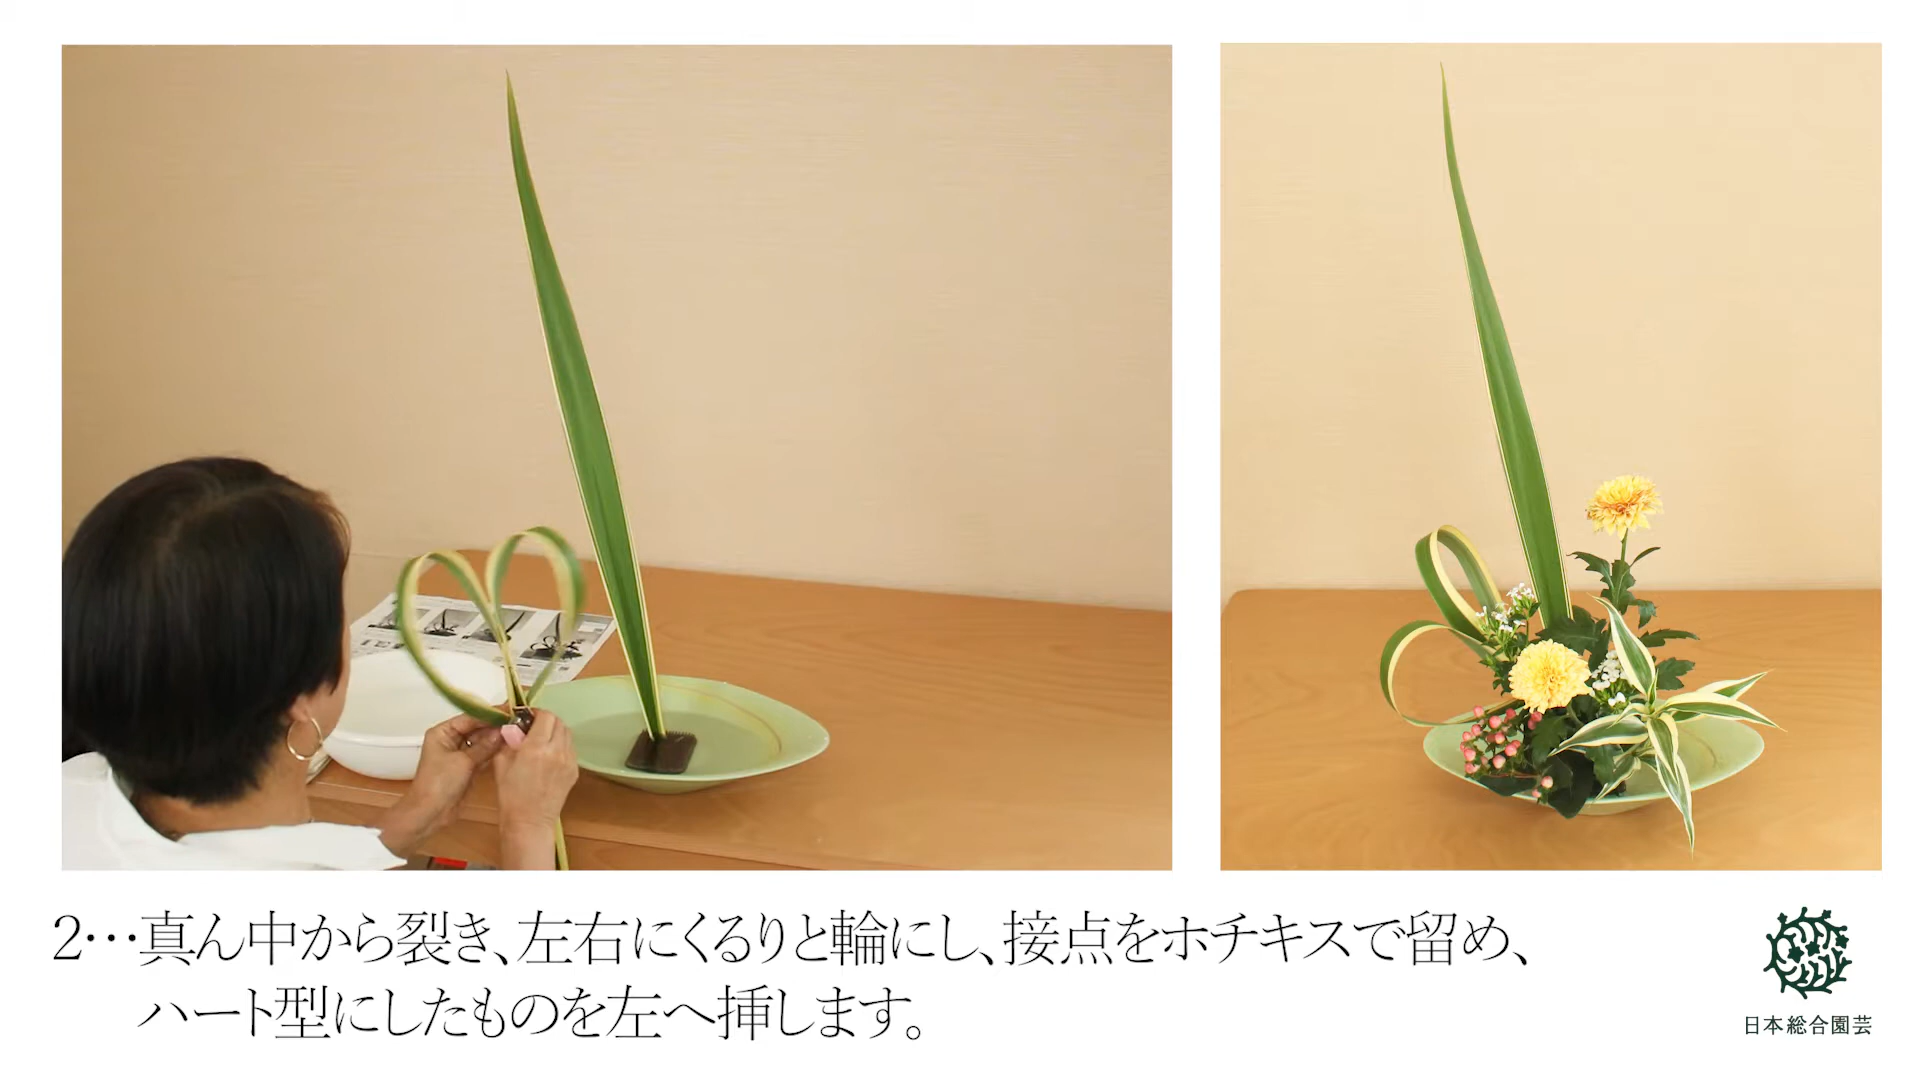 2…真ん中から裂き、左右にくるりと輪にし、接点をホチキスで留め、
ハート型にしたものを左へ挿します。
日本総合園芸